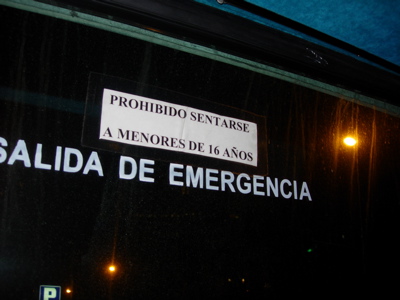 PROHIBIDO SENTARSE
A MENORES DE 16 AÑOS
SALIDA DE EMERGENCIA
P